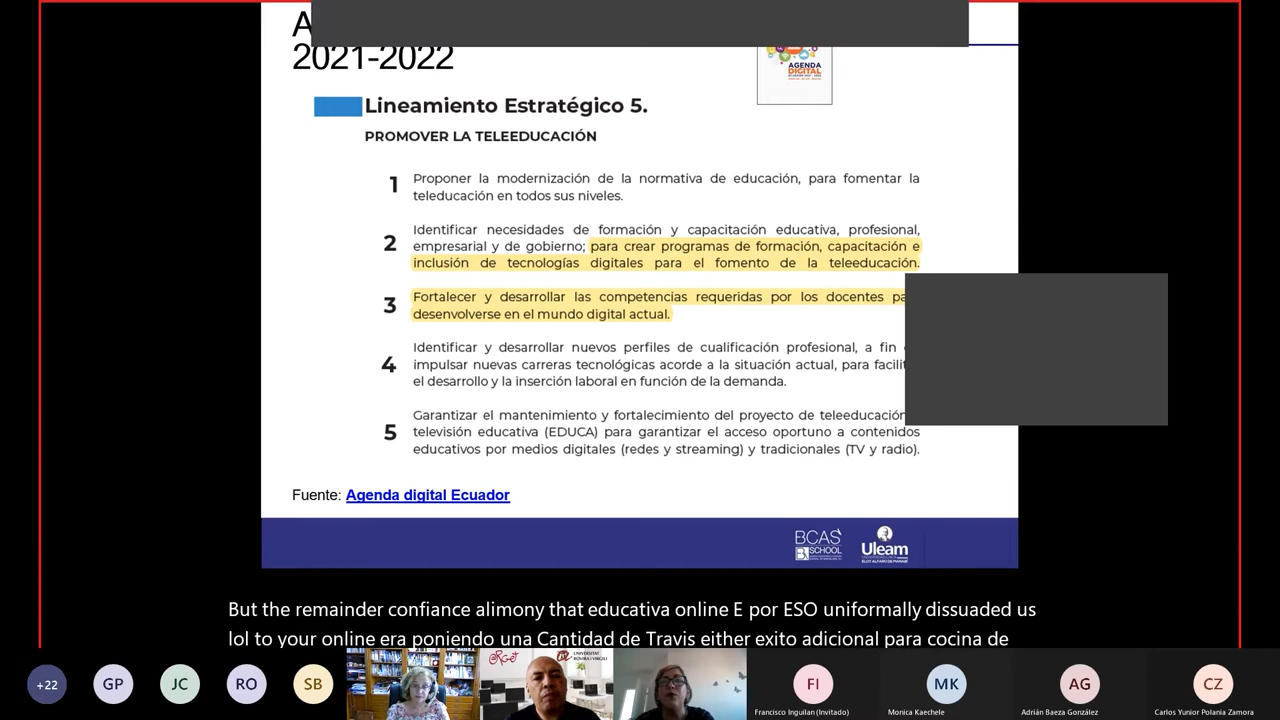 2021-2022
AGENDA
DIGITAL
Lineamiento Estratégico 5.
PROMOVER LA TELEEDUCACIÓN
1 Proponer la modernización de la normativa de educación, para fomentar la
teleducación en todos sus niveles.
2 Identificar necesidades de formación y capacitación educativa, profesional,
empresarial y de gobierno; para crear programas de formación, capacitación e
inclusión de tecnologías digitales para el fomento de la teleeducación.
3 Fortalecer y desarrollar las competencias requeridas por los docentes
desenvolverse en el mundo digital actual.
4 Identificar y desarrollar nuevos perfiles de cualificación profesional, a fin
impulsar nuevas carreras tecnológicas acorde a la situación actual, para
el desarrollo y la inserción laboral en función de la demanda.
5 Garantizar el mantenimiento y fortalecimiento del proyecto de teleeducación
televisión educativa (EDUCA) para garantizar el acceso oportuno a contenidos
educativos por medios digitales (redes y streaming) y tradicionales (TV y radio).
Fuente: Agenda digital Ecuador
BCAS
SCHOOL
Uleam
But the remainder confiance alimony that educativa online E por ESO uniformally dissuaded us
lol to your online era poniendo una Cantidad de Travis either exito adicional para cocina de
+22 GP JC RO SB FI MK AG CZ
UNIVERSITAT
ROVIRA I VIRGILI
Francisco Inguilan (Invitado) Monica Kaechele Adrián Baeza González Carlos Yunior Polania Zamora